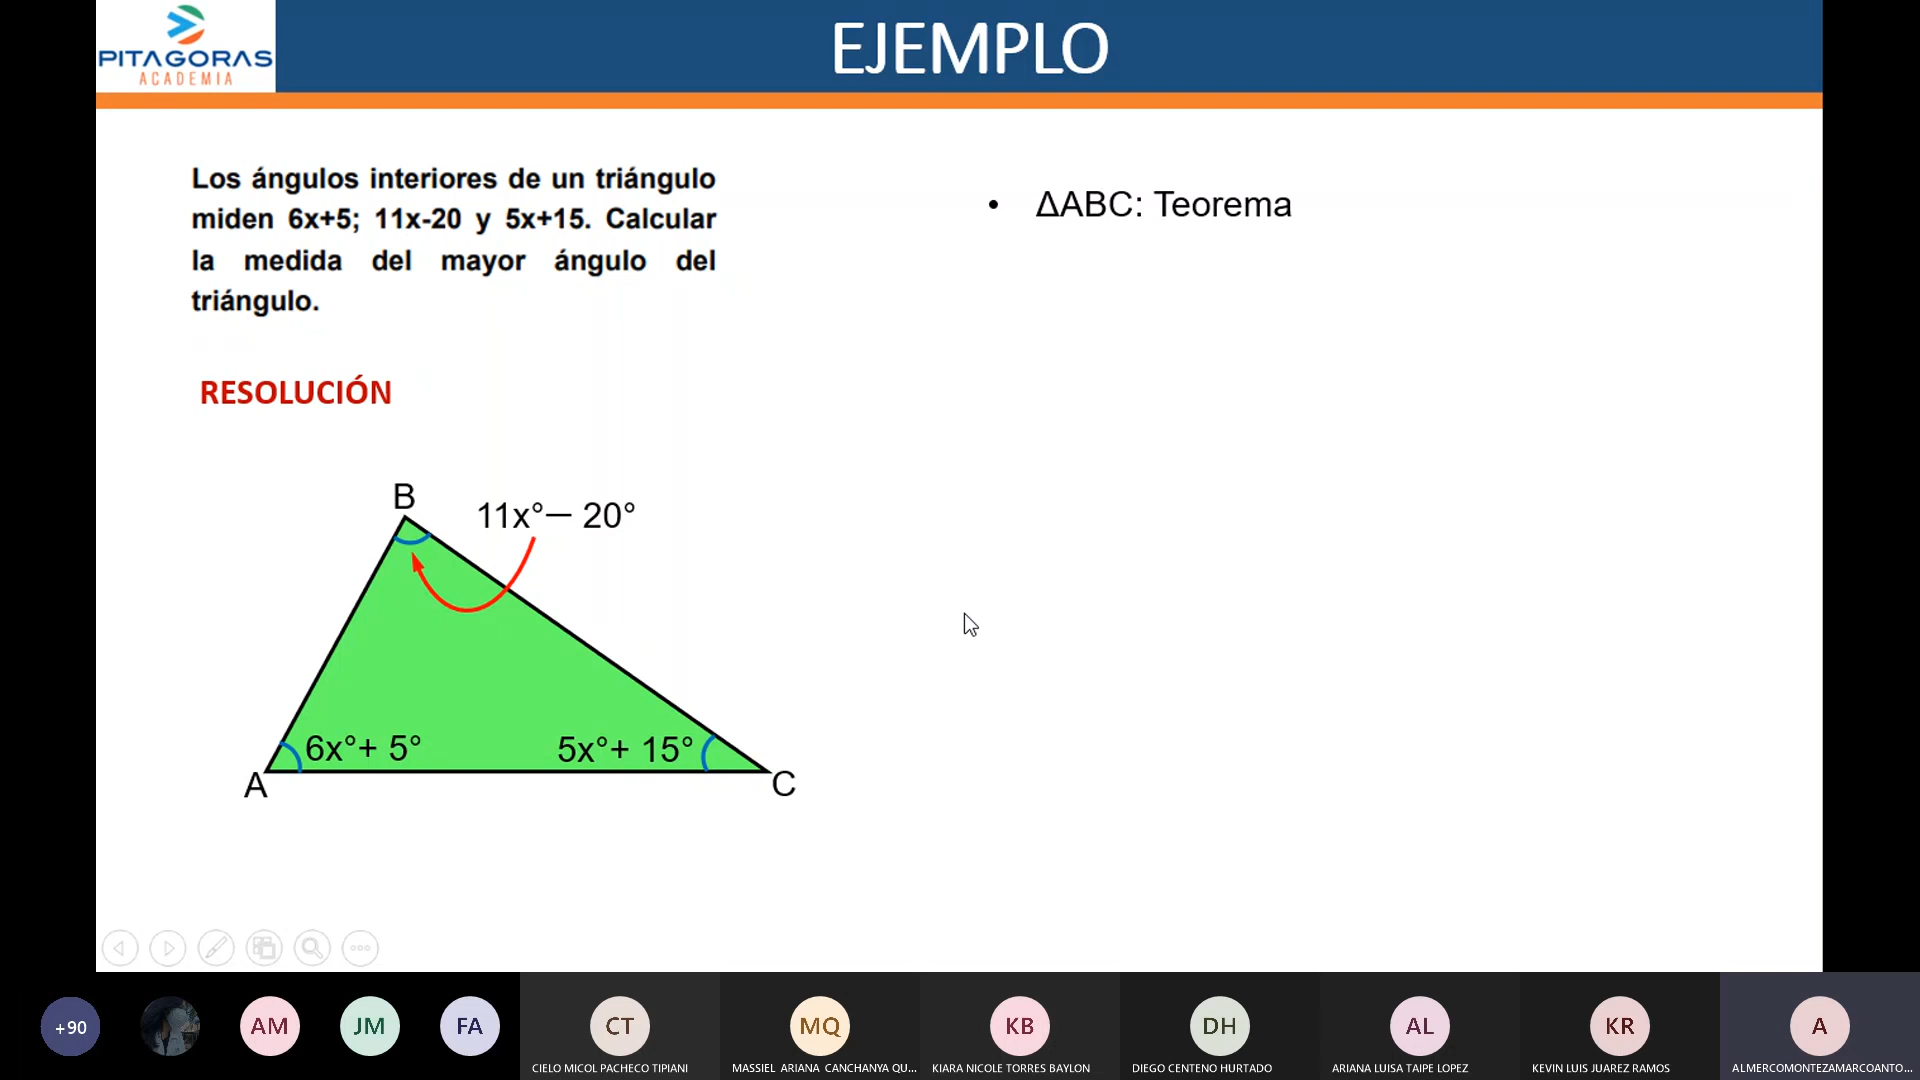 PITAGORAS
ACADEMIA
EJEMPLO
Los ángulos interiores de un triángulo
miden 6x+5; 11x-20 y 5x+15. Calcular
la medida del mayor ángulo del
triángulo.
• ΔABC: Teorema
RESOLUCIÓN
B
11x°— 20°
6x°+ 5°
5x°+ 15°
A
C
+90
AM
JM
FA
CT
MQ
KB
DH
AL
KR
A
CIELO MICOL PACHECO TIPIANI
MASSIEL ARIANA CANCHANYA QU...
KIARA NICOLE TORRES BAYLON
DIEGO CENTENO HURTADO
ARIANA LUISA TAIPE LOPEZ
KEVIN LUIS JUAREZ RAMOS
ALMERCOMONTEZAMARCOANTO...